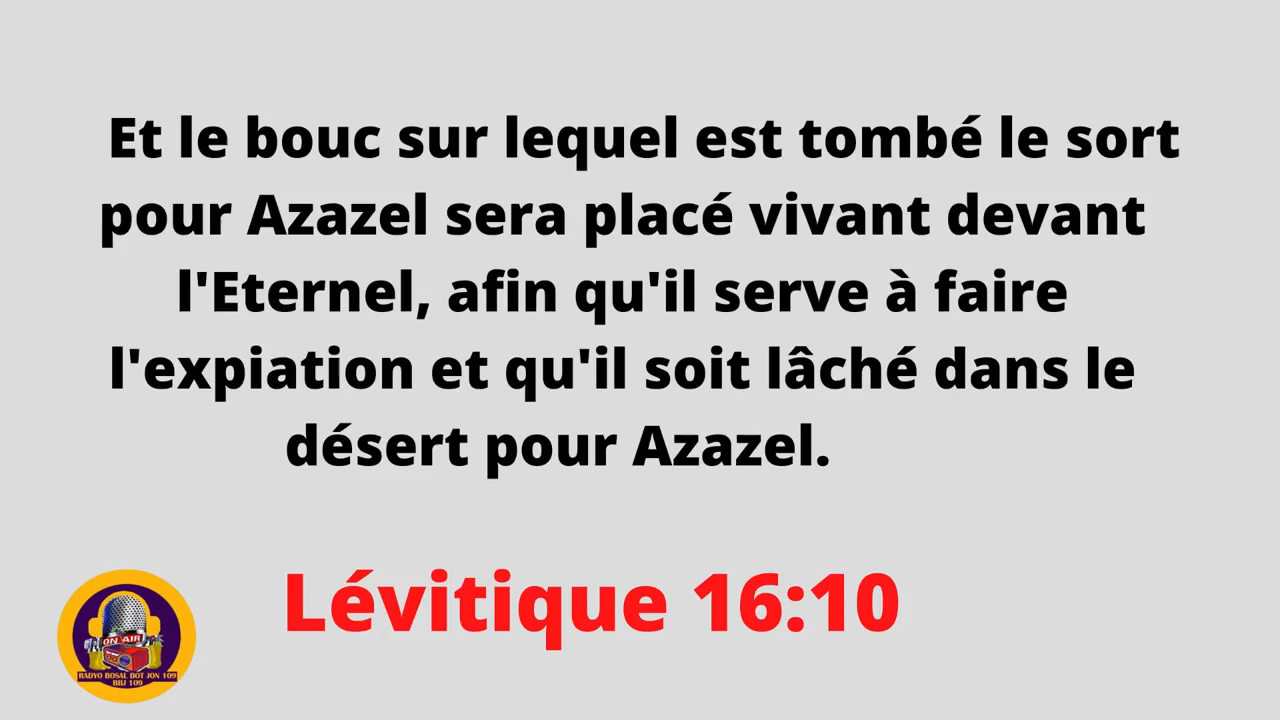 Et le bouc sur lequel est tombé le sort
pour Azazel sera placé vivant devant
l'Eternel, afin qu'il serve à faire
l'expiation et qu'il soit lâché dans le
désert pour Azazel.
Lévitique 16:10
ON AIR
RADYO BOSAL BOT JON 109
BBJ 109